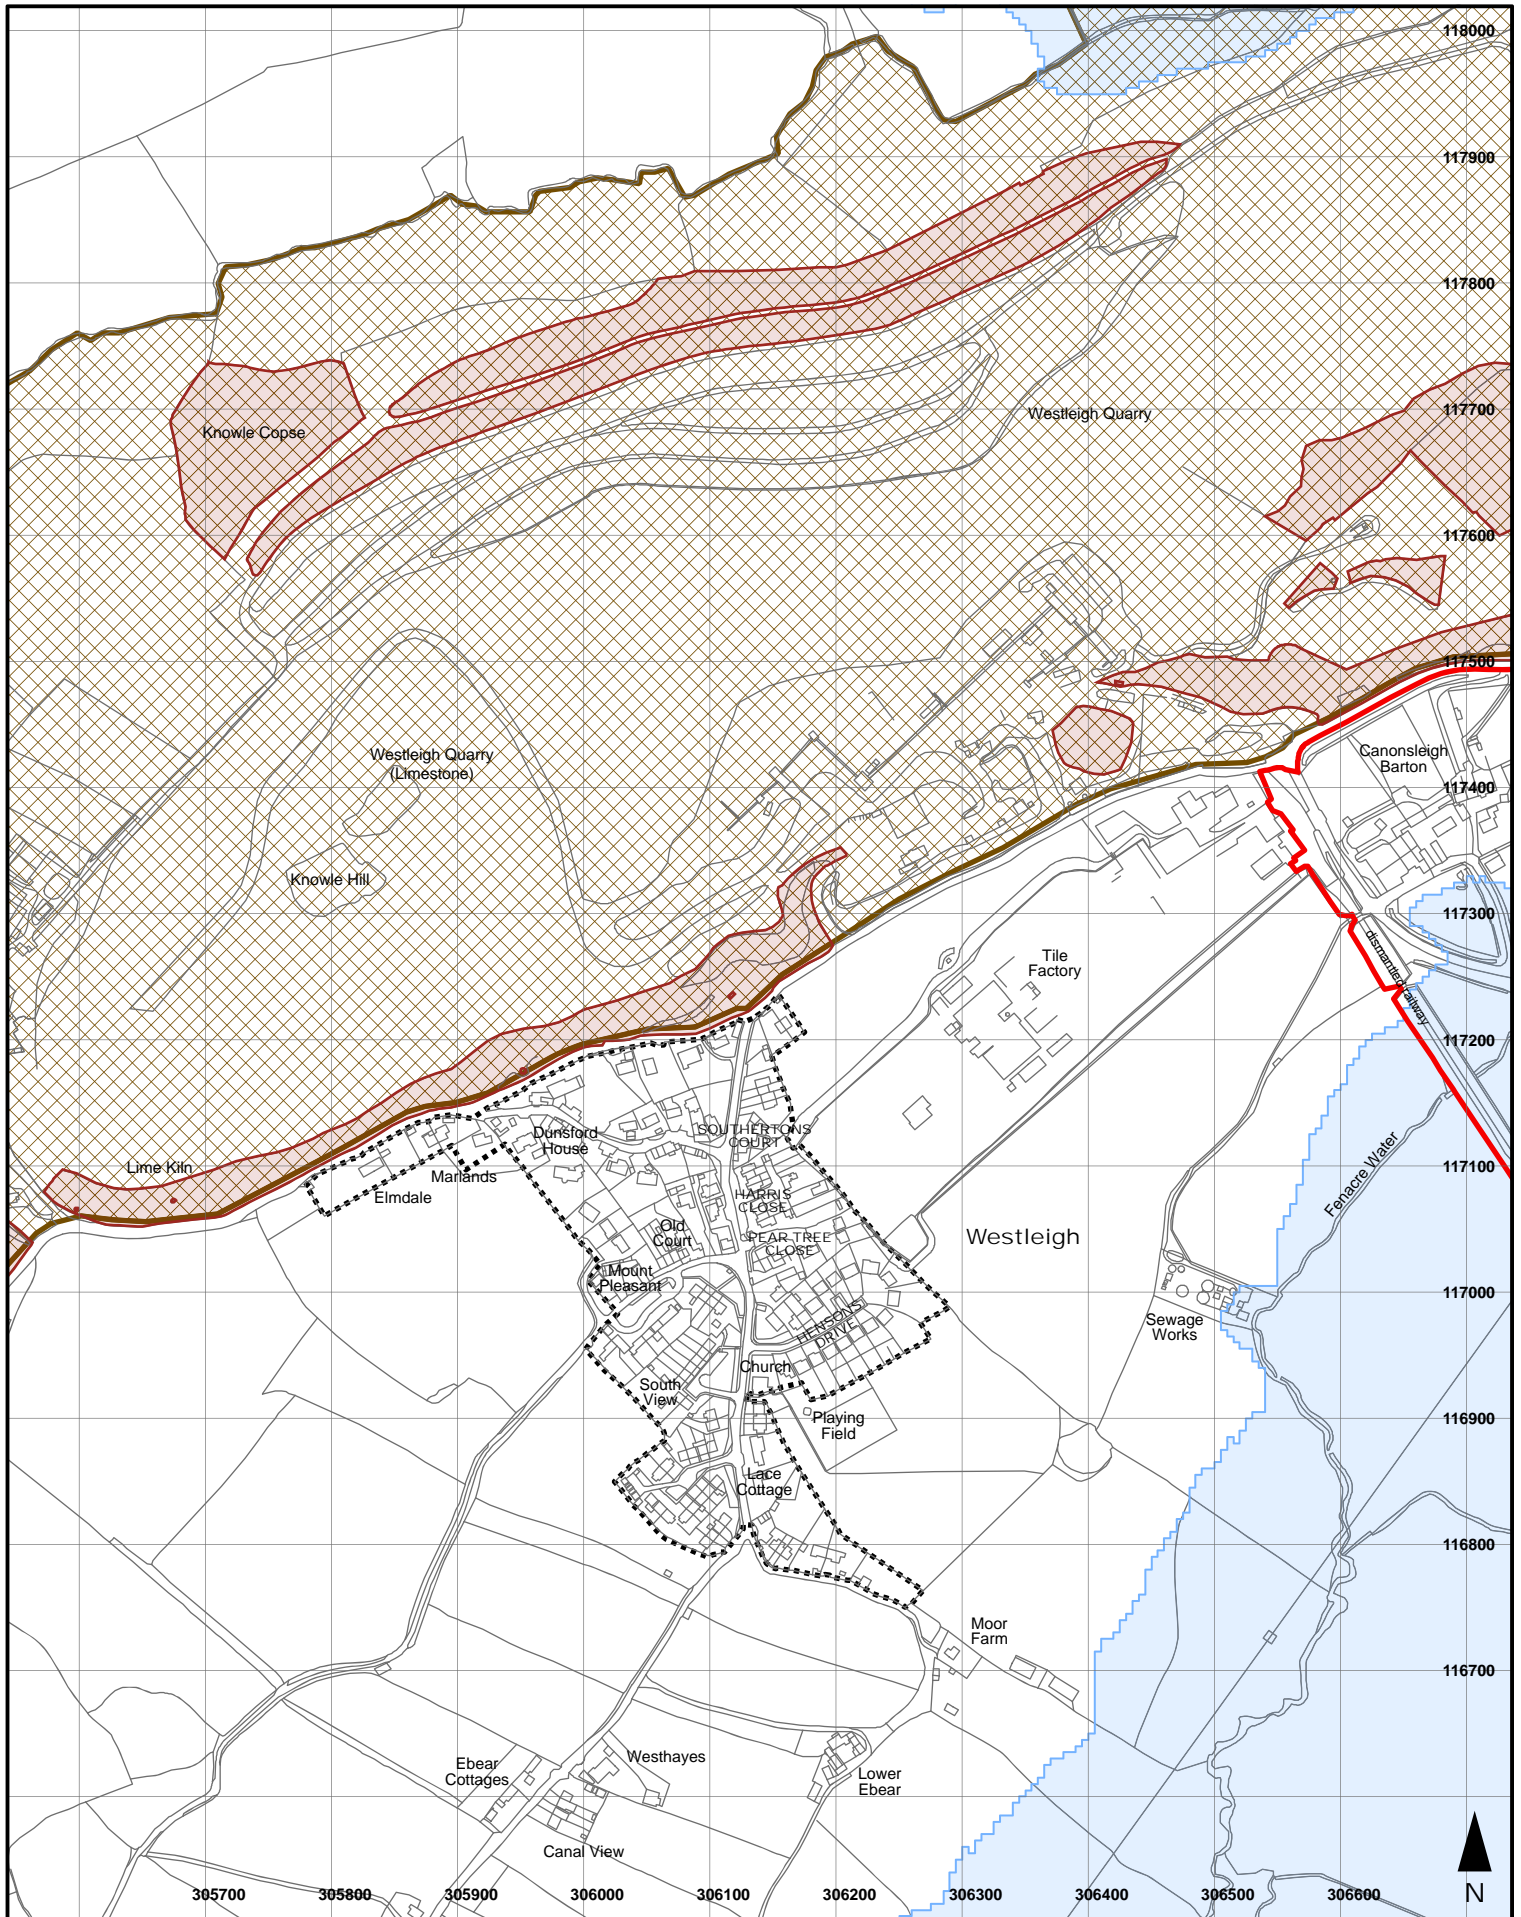 118000
117900
117800
117700
Westleigh Quarry
Knowle Copse
117600
117500
Westleigh Quarry
(Limestone)
Canonsleigh
Barton
117400
Knowle Hill
117300
Tile
Factory
dismantled railway
117200
SOUTHERTONS
COURT
Dunsford
House
Lime Kiln
Marlands
Elmdale
117100
Fenacre Water
HARRIS
CLOSE
Old
Court
PEAR TREE
CLOSE
Westleigh
Mount
Pleasant
117000
HENSONS
DRIVE
Sewage
Works
Church
South
View
Playing
Field
116900
Lace
Cottage
116800
Moor
Farm
116700
Ebear
Cottages
Westhayes
Lower
Ebear
Canal View
305700
305800
305900
306000
306100
306200
306300
306400
306500
306600
N